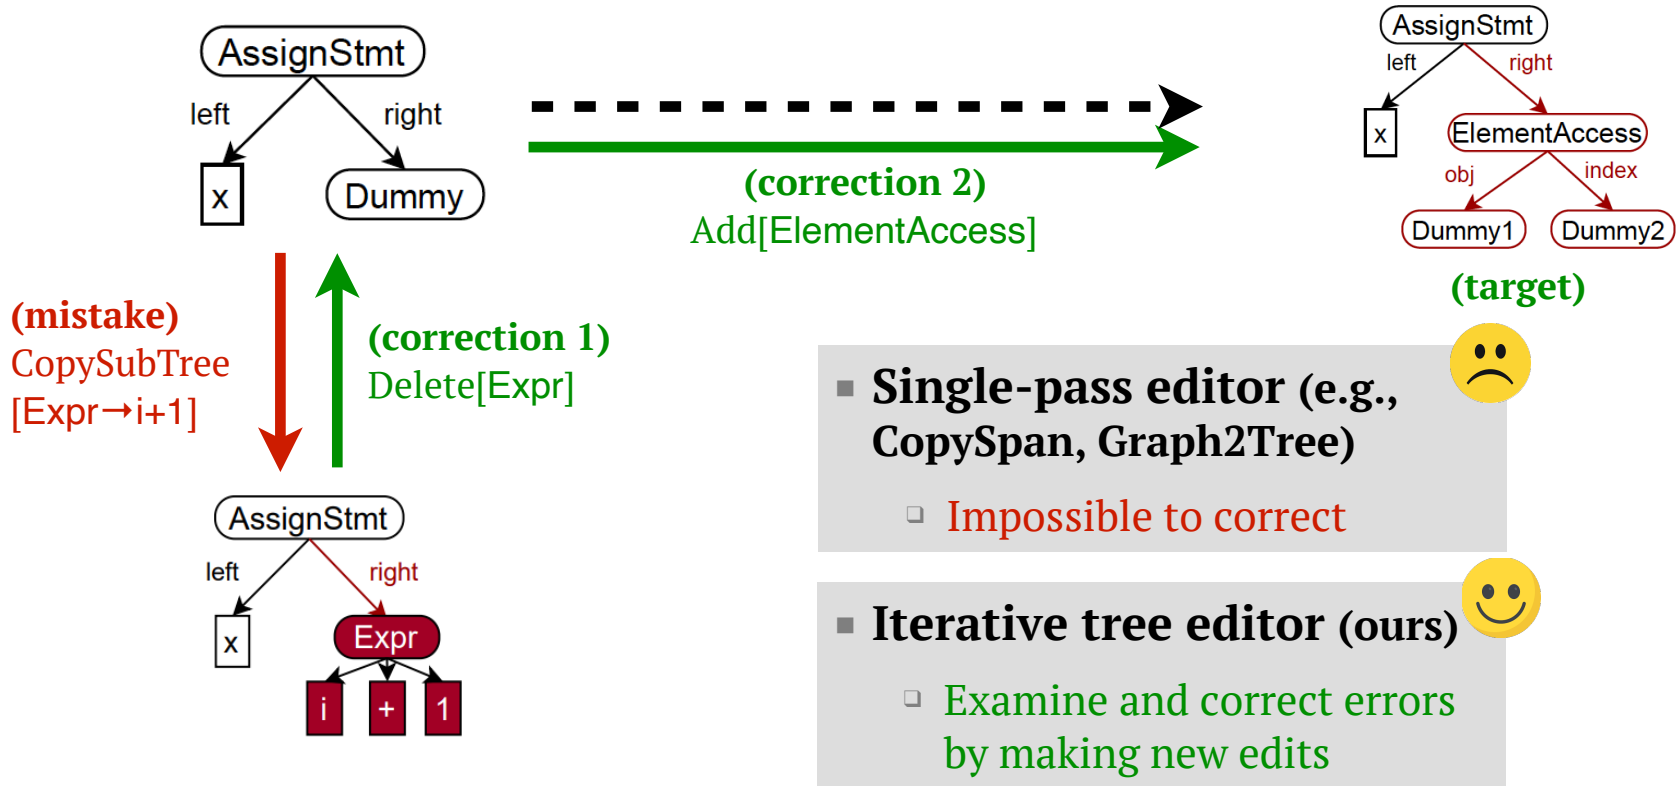 AssignStmt
left
right
x
Dummy
(correction 2)
Add[ElementAccess]
AssignStmt
left
right
x
ElementAccess
obj
index
Dummy1
Dummy2
(target)
(mistake)
CopySubTree
[Expr→i+1]
(correction 1)
Delete[Expr]
AssignStmt
left
right
x
Expr
i
+
1
Single-pass editor (e.g.,
CopySpan, Graph2Tree)
Impossible to correct
Iterative tree editor (ours)
Examine and correct errors
by making new edits